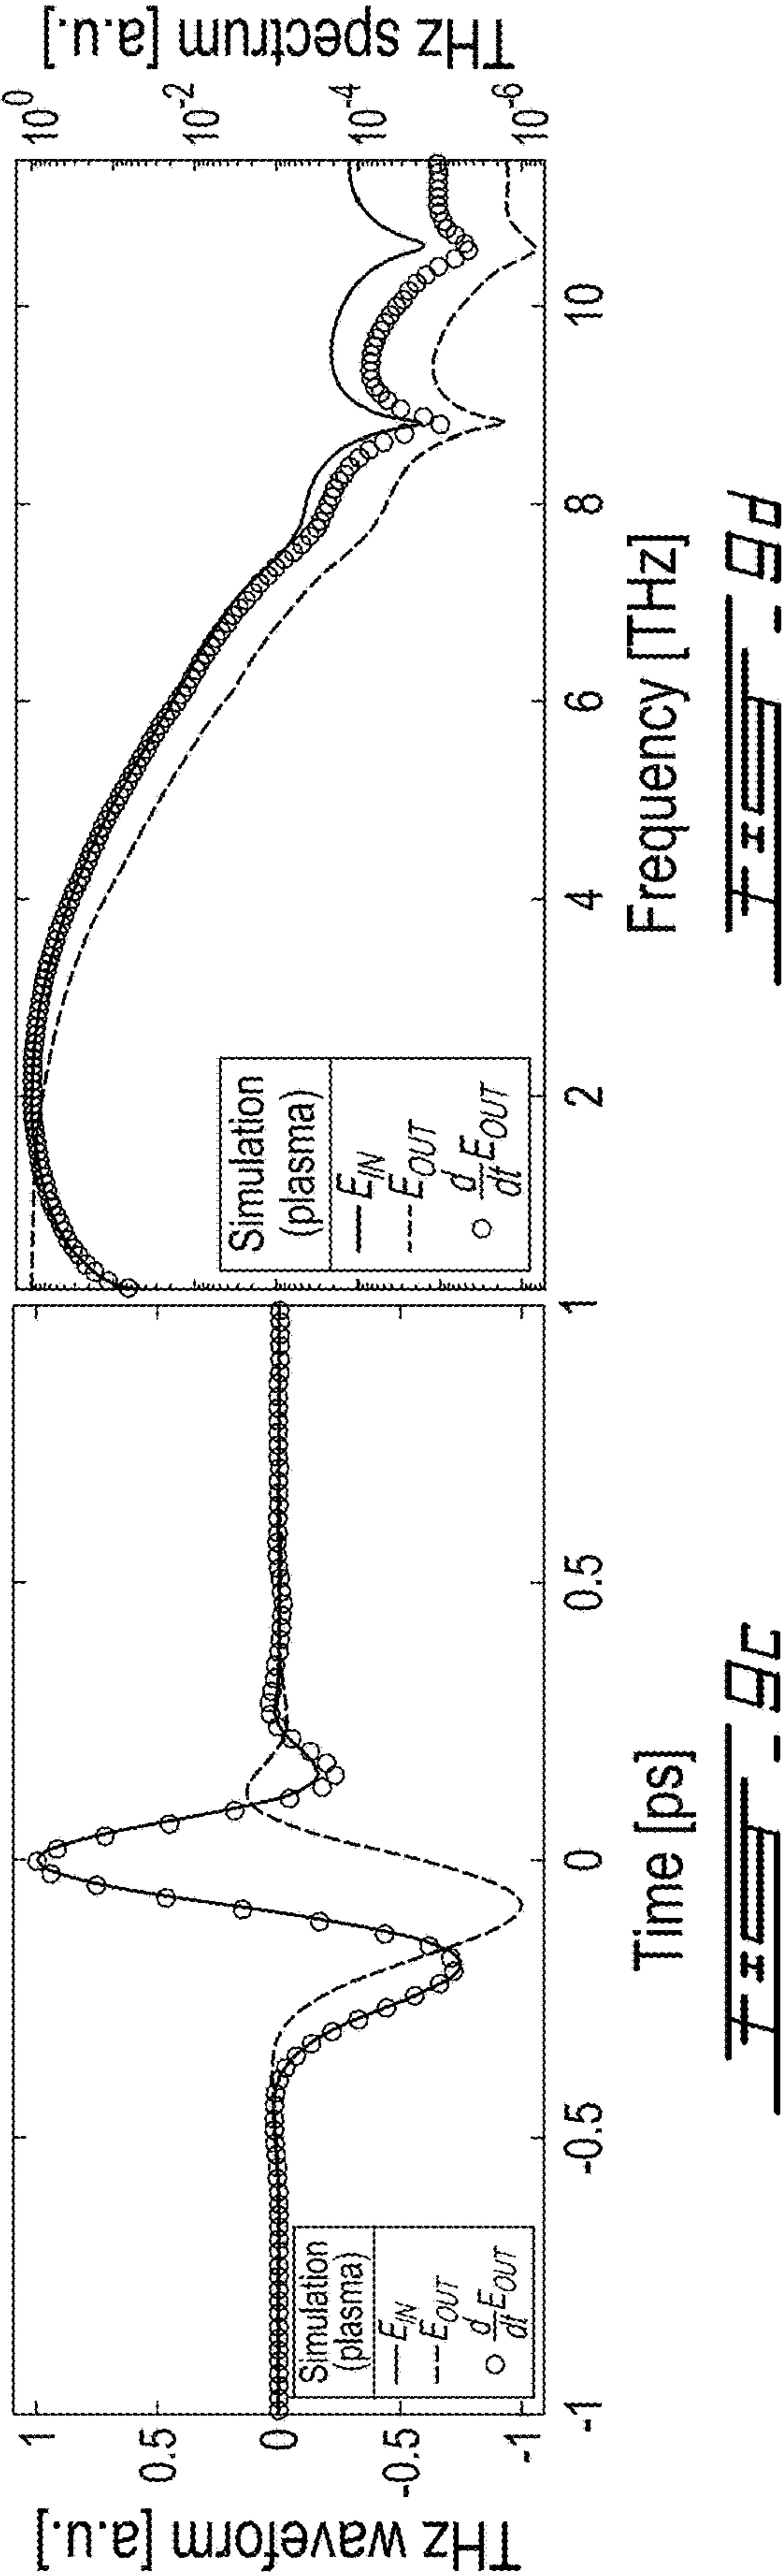 THz waveform [a.u.]
1
0.5
0
-0.5
-1
Simulation
(plasma)
E_IN
E_OUT
d/dt E_OUT
-1
-0.5
0
0.5
1
Time [ps]
Fig-9c
THz spectrum [a.u.]
10^0
10^-2
10^-4
10^-6
Simulation
(plasma)
E_IN
E_OUT
d/dt E_OUT
2
4
6
8
10
Frequency [THz]
Fig-9d